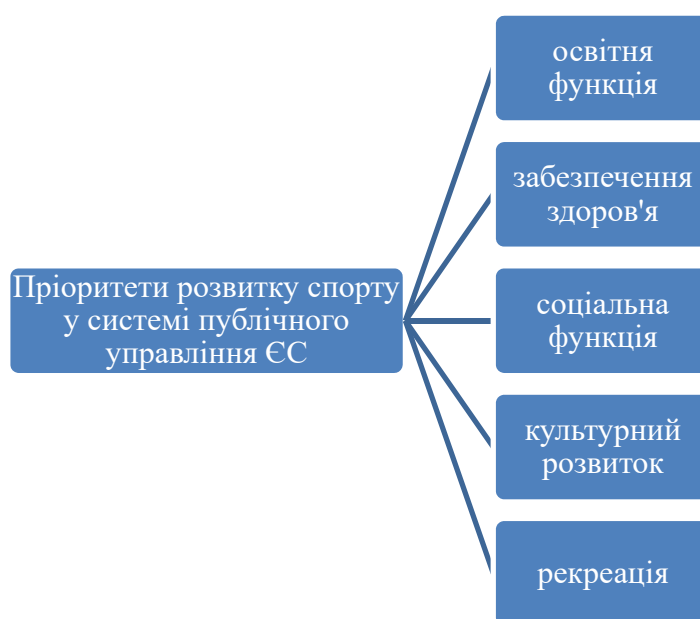 освітня
функція
забезпечення
здоров'я
Пріоритети розвитку спорту
у системі публічного
управління ЄС
соціальна
функція
культурний
розвиток
рекреація